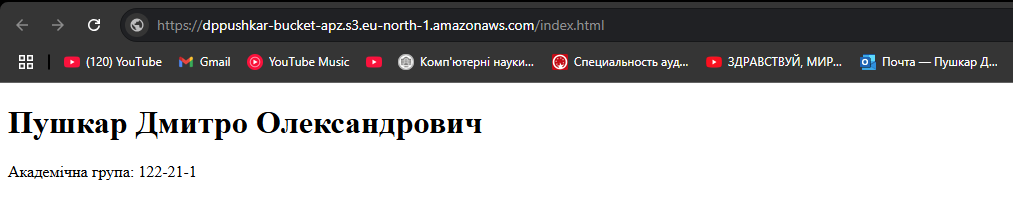 https://dppushkar-bucket-apz.s3.eu-north-1.amazonaws.com/index.html
(120) YouTube Gmail YouTube Music Комп'ютерні науки... Специальность ауд... ЗДРАВСТВУЙ, МИР... Почта — Пушкар Д...
Пушкар Дмитро Олександрович
Академічна група: 122-21-1